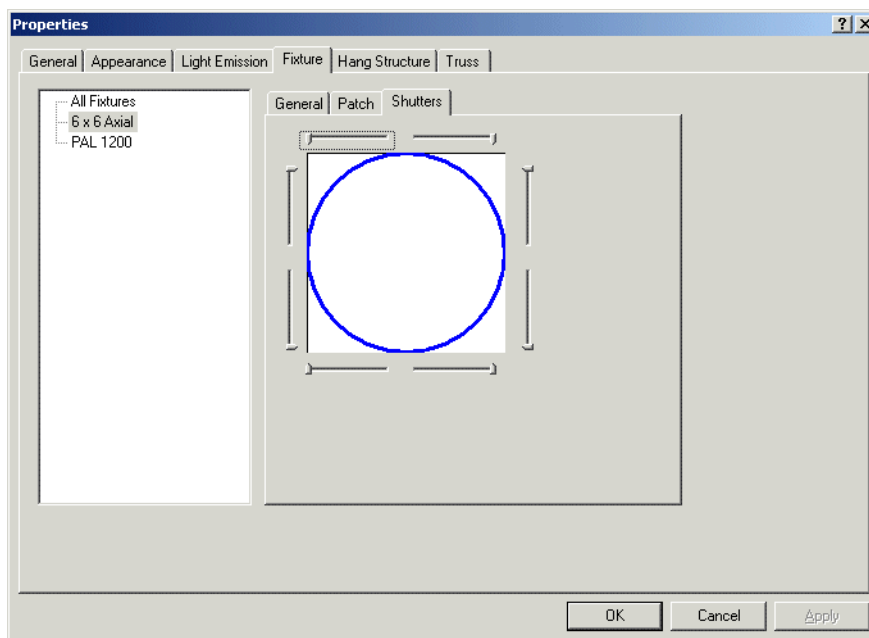 Properties
General Appearance Light Emission Fixture Hang Structure Truss
All Fixtures
6 x 6 Axial
PAL 1200
General Patch Shutters
OK Cancel Apply